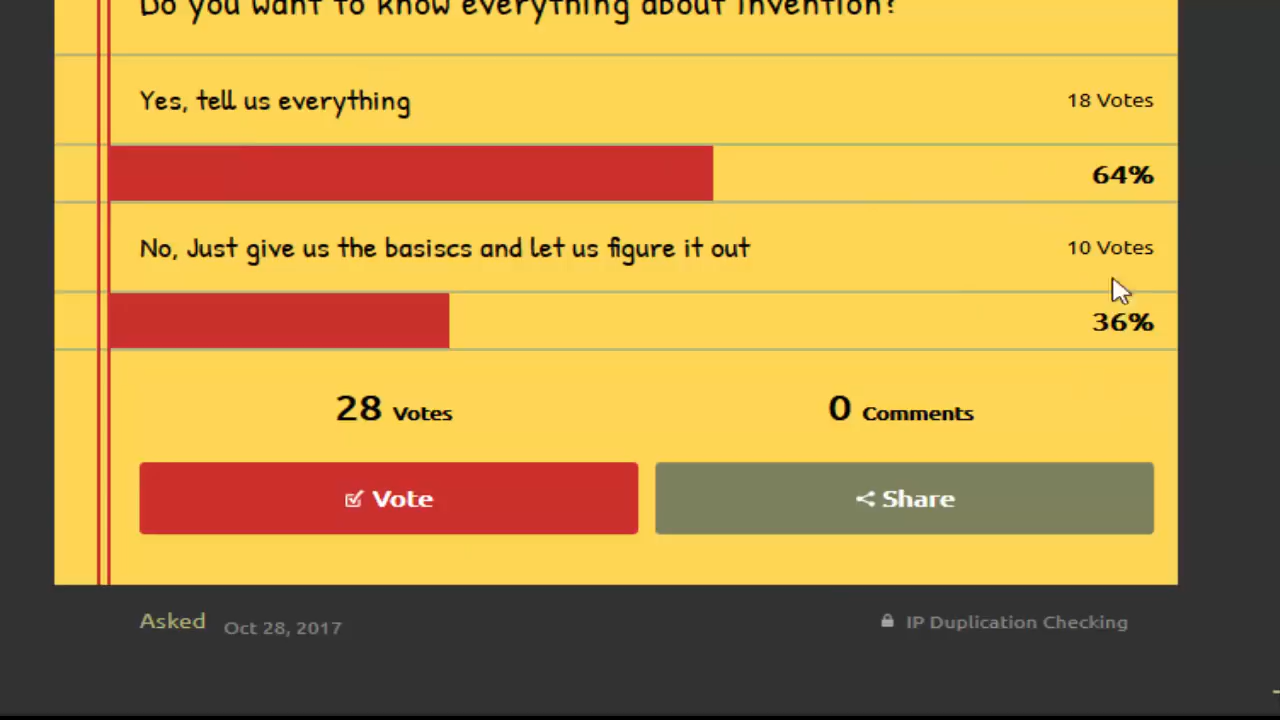 Do you want to know everything about invention?
Yes, tell us everything
18 Votes
64%
No, Just give us the basiscs and let us figure it out
10 Votes
36%
28 Votes
0 Comments
Vote
Share
Asked Oct 28, 2017
IP Duplication Checking